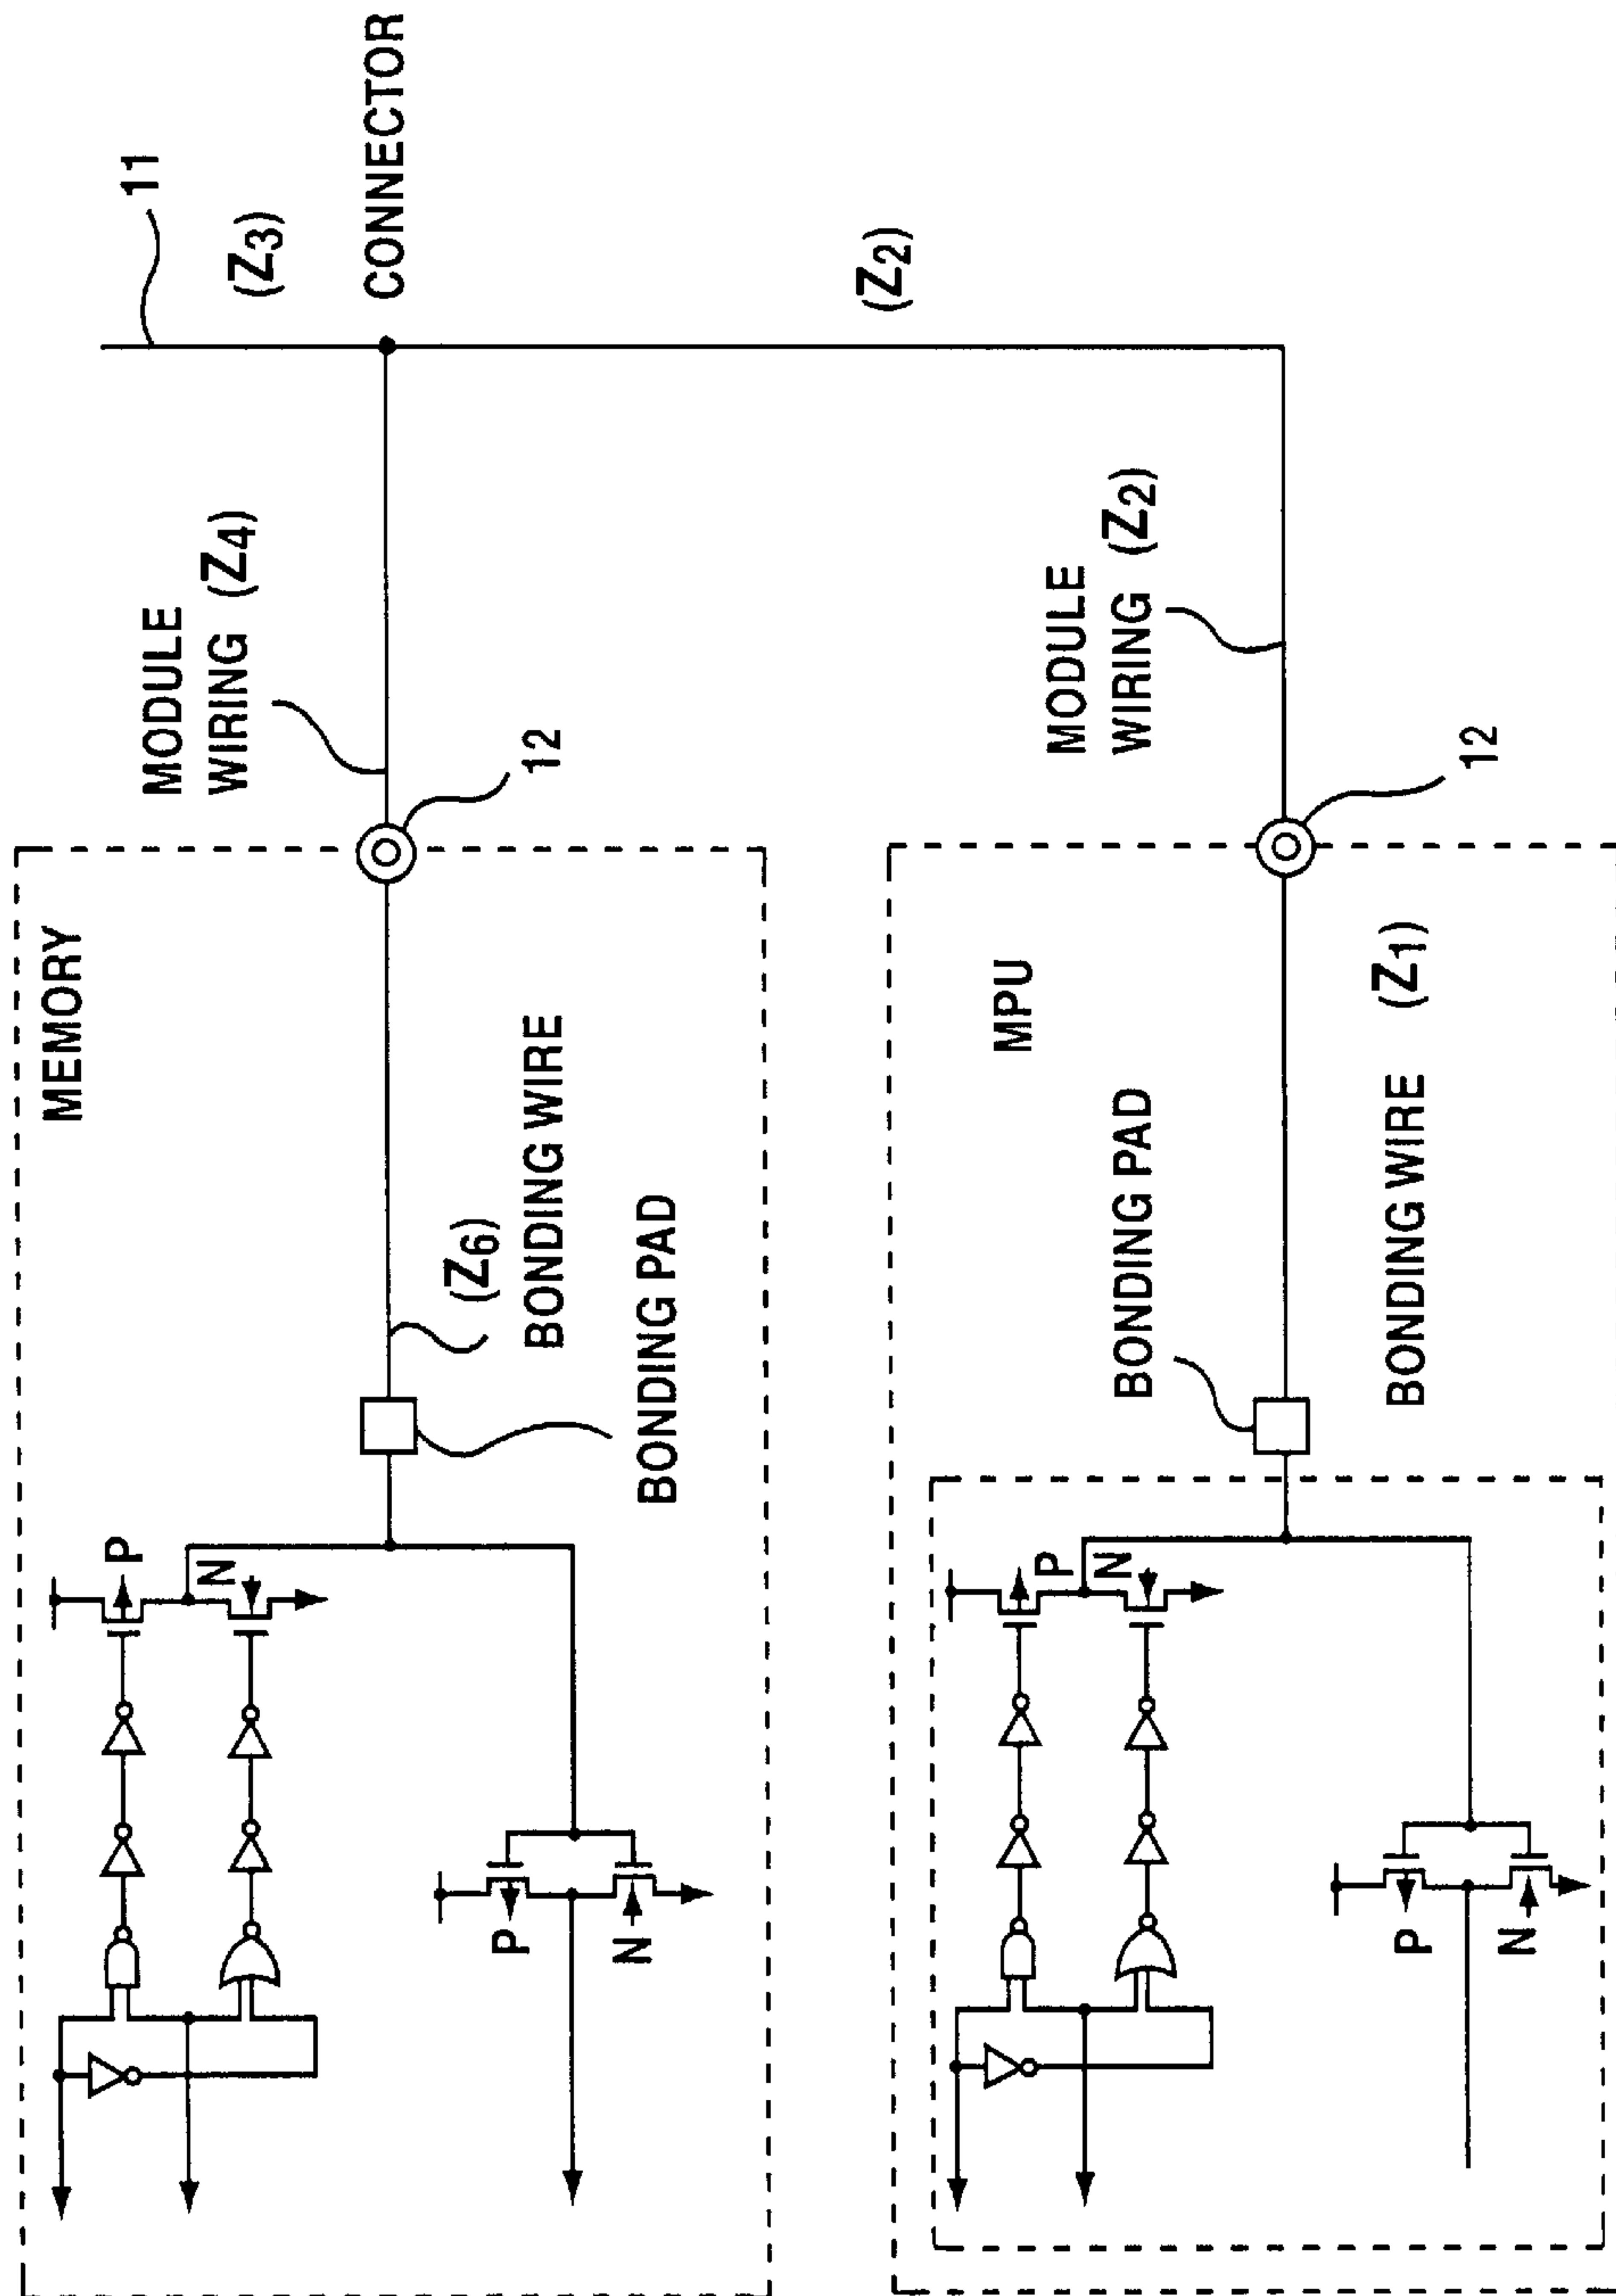 MEMORY
P
N
P
N
(Z6)
BONDING WIRE
BONDING PAD
12
MODULE
WIRING (Z4)
11
(Z3)
CONNECTOR
(Z2)
MPU
P
N
P
N
BONDING PAD
BONDING WIRE (Z1)
12
MODULE
WIRING (Z2)